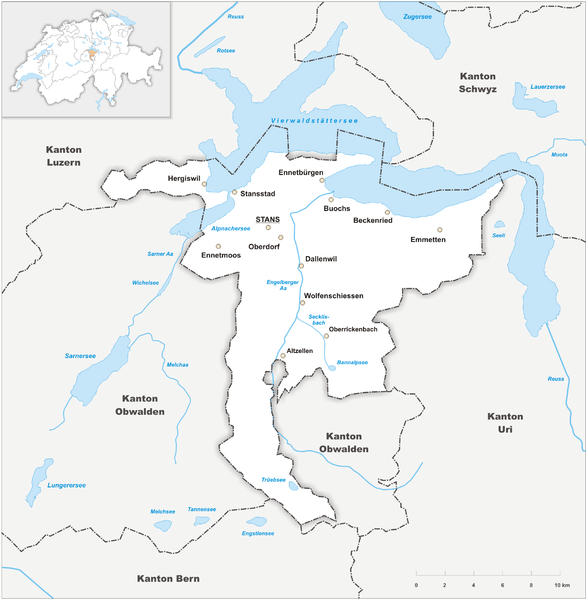 Reuss
Zugersee
Rotsee
Kanton
Schwyz
Lauerzersee
Vierwaldstättersee
Kanton
Luzern
Muota
Hergiswil
Ennetbürgen
Stansstad
Buochs
Beckenried
STANS
Alpnachersee
Seeli
Emmetten
Oberdorf
Ennetmoos
Sarner Aa
Dallenwil
Wichelsee
Engelberger
Aa
Wolfenschiessen
Secklis-
bach
Oberrickenbach
Altzellen
Sarnersee
Melchaa
Bannalpsee
Reuss
Kanton
Obwalden
Kanton
Uri
Kanton
Obwalden
Lungerersee
Trüebsee
Melchsee
Tannensee
Engstlensee
Kanton Bern
0 2 4 6 8 10 km